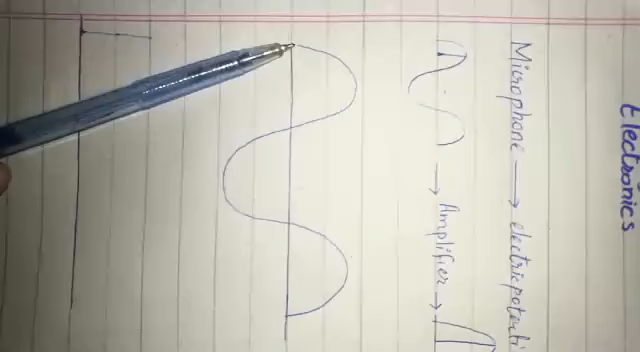 Electronics
Microphone → electric potenti
→ Amplifier →